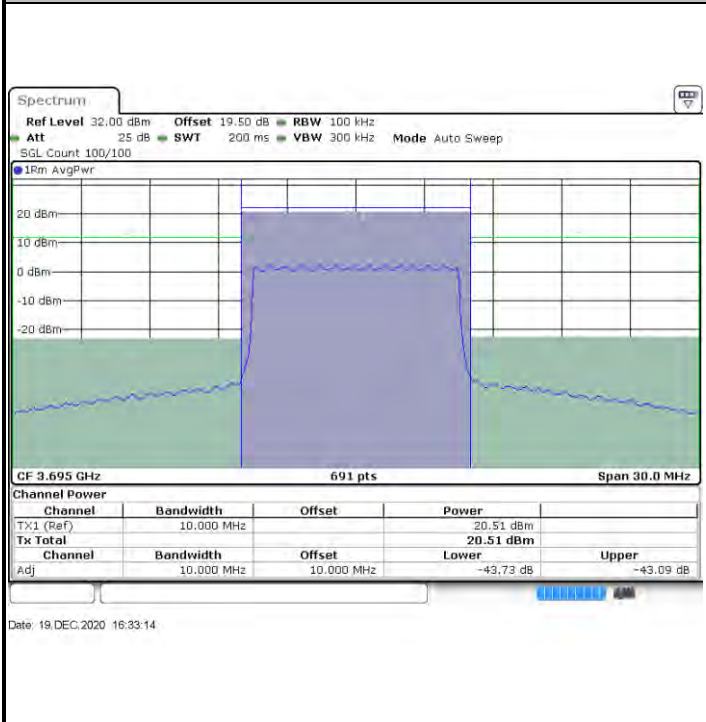 Spectrum
Ref Level 32.00 dBm Offset 19.50 dB RBW 100 kHz
Att 25 dB SWT 200 ms VBW 300 kHz Mode Auto Sweep
SGL Count 100/100
1Rm AvgPwr
20 dBm
10 dBm
0 dBm
-10 dBm
-20 dBm
CF 3.695 GHz 691 pts Span 30.0 MHz
Channel Power
Channel Bandwidth Offset Power
TX1 (Ref) 10.000 MHz 20.51 dBm
Tx Total 20.51 dBm
Channel Bandwidth Offset Lower Upper
Adj 10.000 MHz 10.000 MHz -43.73 dB -43.09 dB
Date: 19.DEC.2020 16:33:14